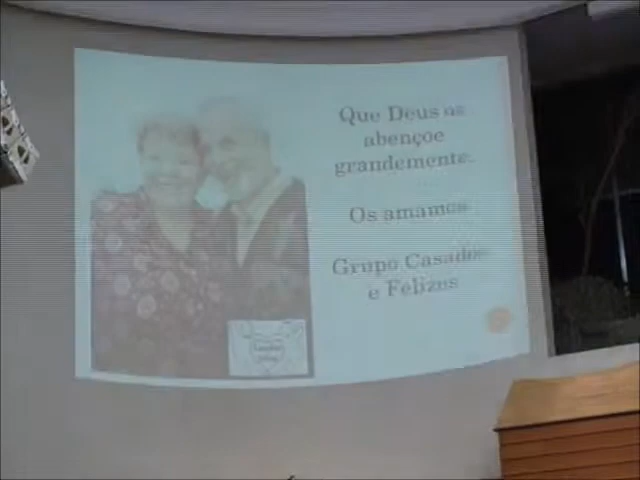 Que Deus os
abençoe
grandemente.
Os amamos
Grupo Casados
e Felizes